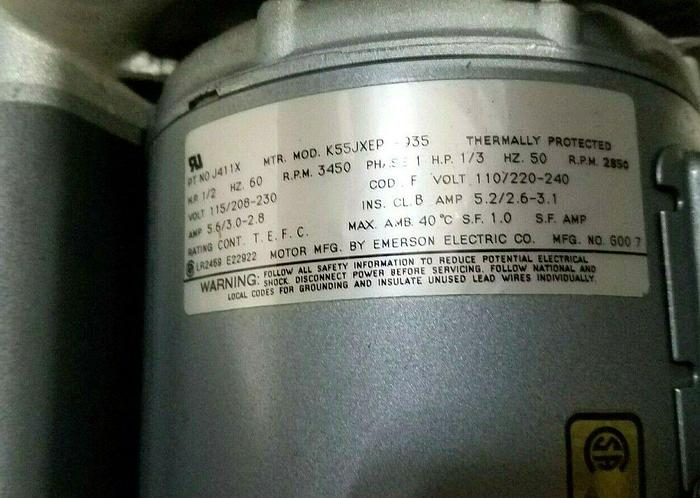 PT NO J411X MTR. MOD. K55JXEP -935 THERMALLY PROTECTED
H.P. 1/2 HZ. 60 R.P.M. 3450 PHASE 1 H.P. 1/3 HZ. 50 R.P.M. 2850
VOLT 115/208-230 COD. F VOLT 110/220-240
AMP 5.6/3.0-2.8 INS. CL. B AMP 5.2/2.6-3.1
RATING CONT. T. E. F. C. MAX. AMB. 40°C S.F. 1.0 S.F. AMP
LR2459 E22922 MOTOR MFG. BY EMERSON ELECTRIC CO. MFG. NO. G00 7
WARNING: FOLLOW ALL SAFETY INFORMATION TO REDUCE POTENTIAL ELECTRICAL
SHOCK. DISCONNECT POWER BEFORE SERVICING. FOLLOW NATIONAL AND
LOCAL CODES FOR GROUNDING AND INSULATE UNUSED LEAD WIRES INDIVIDUALLY.